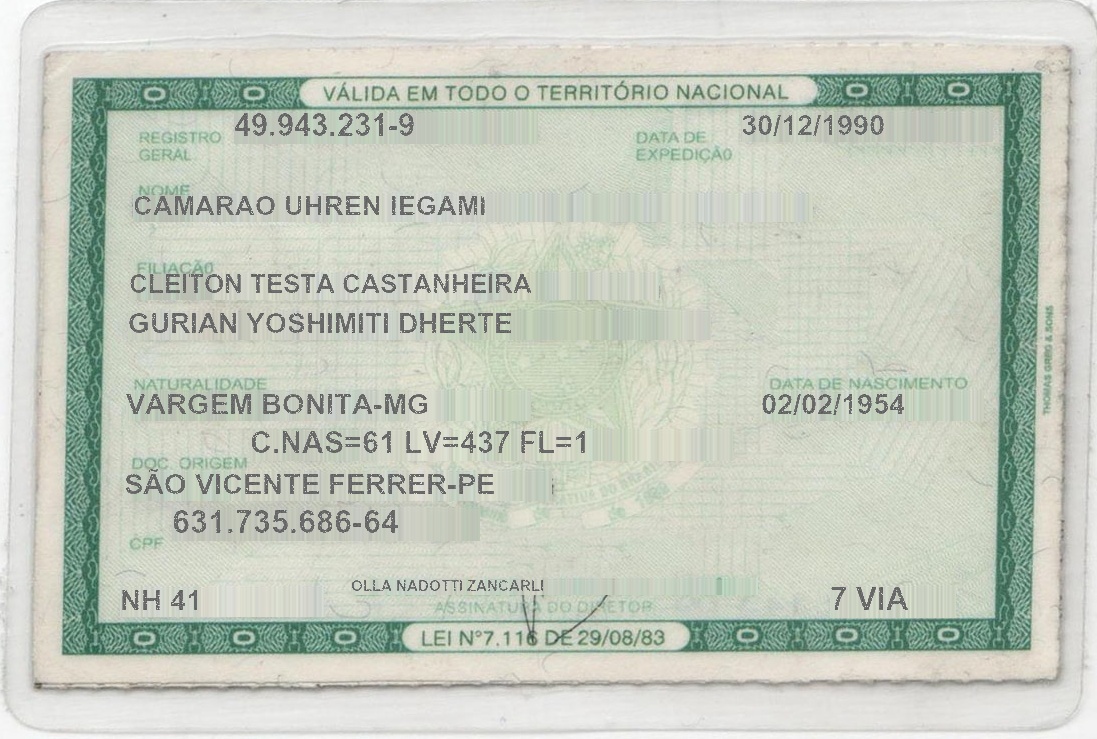 VÁLIDA EM TODO O TERRITÓRIO NACIONAL
REGISTRO GERAL 49.943.231-9 DATA DE EXPEDIÇÃO 30/12/1990
NOME
CAMARAO UHREN IEGAMI
FILIAÇÃO
CLEITON TESTA CASTANHEIRA
GURIAN YOSHIMITI DHERTE
NATURALIDADE DATA DE NASCIMENTO
VARGEM BONITA-MG 02/02/1954
C.NAS=61 LV=437 FL=1
DOC ORIGEM
SÃO VICENTE FERRER-PE
631.735.686-64
CPF
OLLA NADOTTI ZANCARLI
NH 41 7 VIA
ASSINATURA DO DIRETOR
LEI Nº7.116 DE 29/08/83
THOMAS GREG & SONS